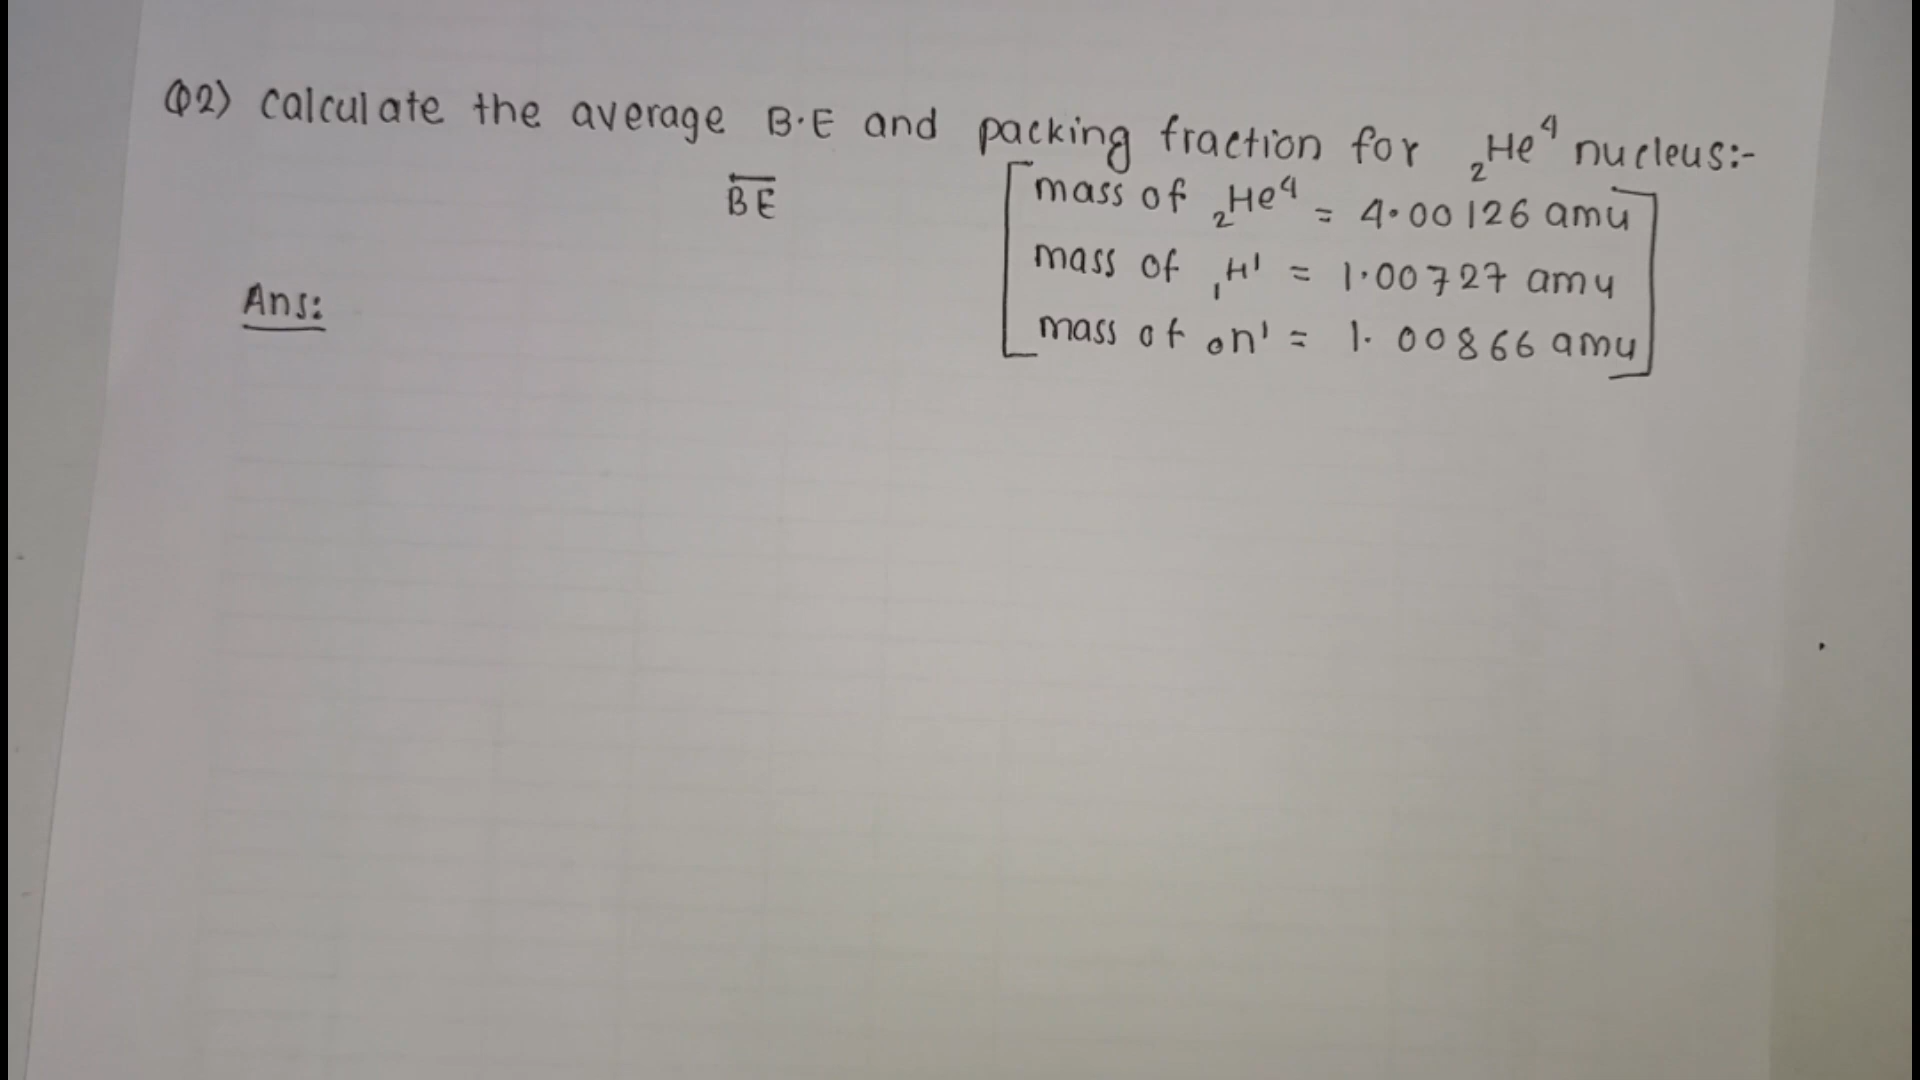 Q2) calculate the average B.E and packing fraction for ₂He⁴ nucleus:-
BE
mass of ₂He⁴ = 4.00126 amu
mass of ₁H¹ = 1.00727 amu
mass of ₀n¹ = 1.00866 amu
Ans: